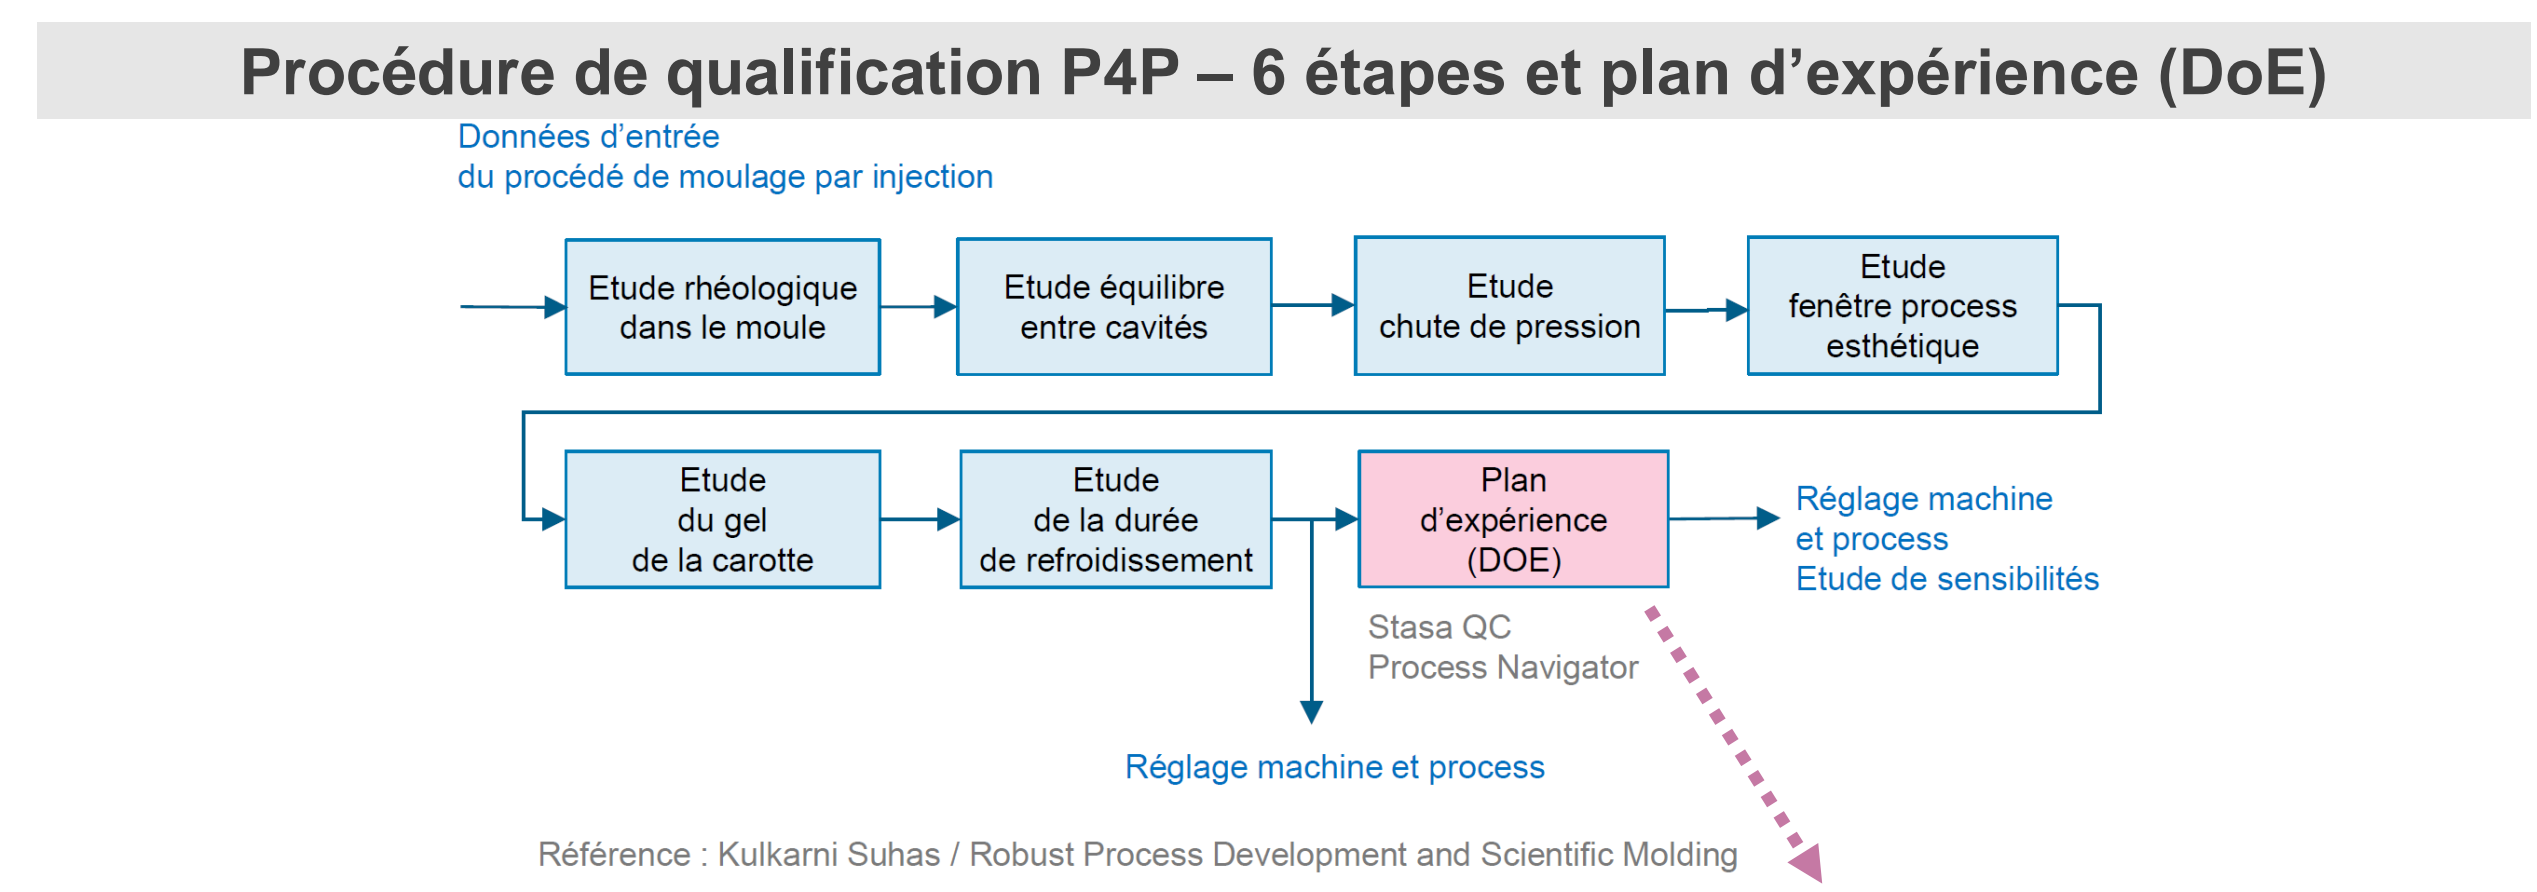 Procédure de qualification P4P – 6 étapes et plan d’expérience (DoE)
Données d’entrée
du procédé de moulage par injection
Etude rhéologique
dans le moule
Etude équilibre
entre cavités
Etude
chute de pression
Etude
fenêtre process
esthétique
Etude
du gel
de la carotte
Etude
de la durée
de refroidissement
Plan
d’expérience
(DOE)
Réglage machine
et process
Etude de sensibilités
Stasa QC
Process Navigator
Réglage machine et process
Référence : Kulkarni Suhas / Robust Process Development and Scientific Molding